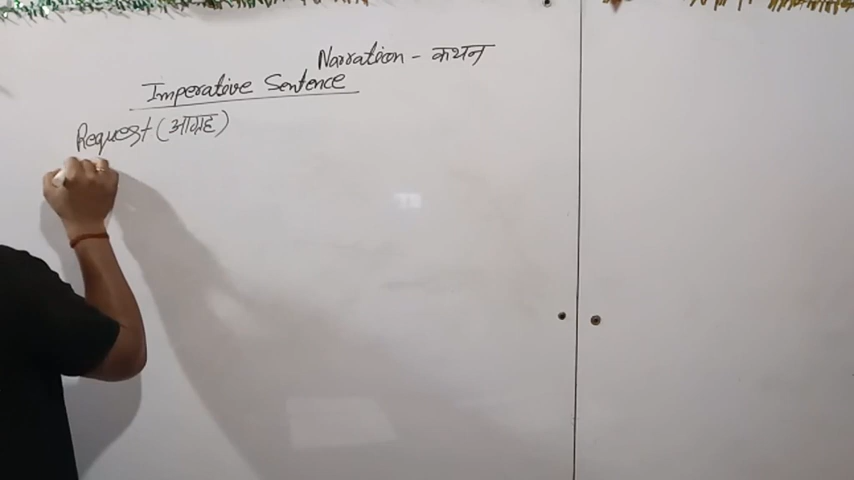 Narration - कथन
Imperative Sentence
Request (आग्रह)